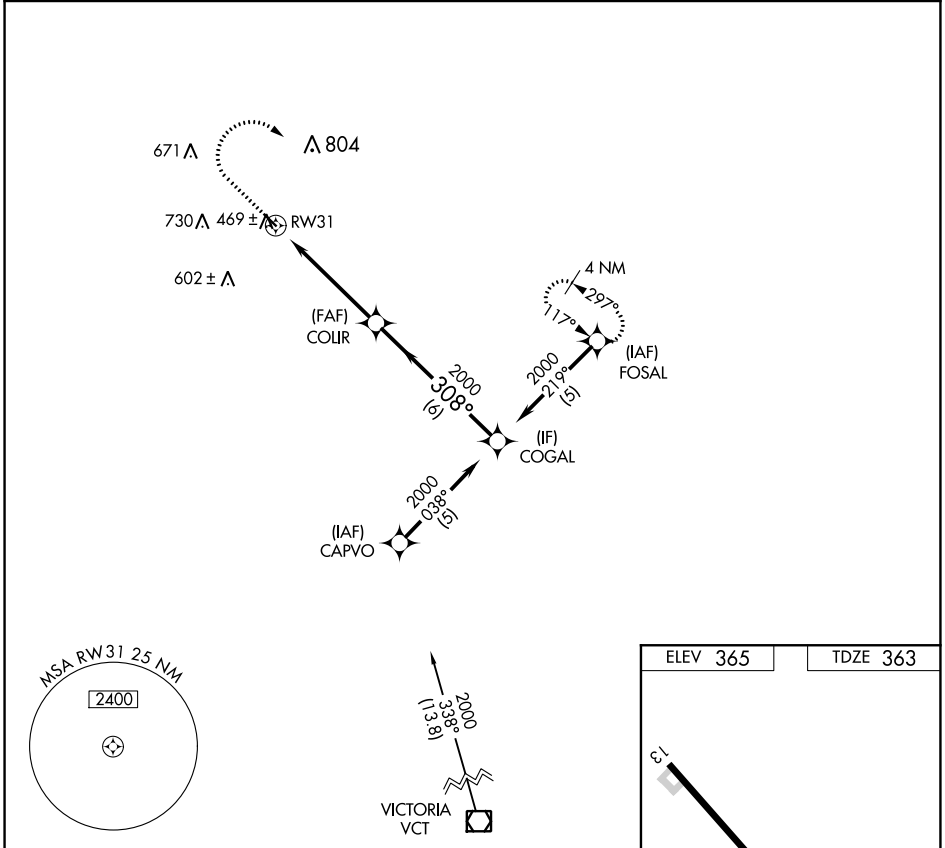 671
804
730
469 ±
RW31
602 ±
4 NM
297°
117°
(FAF)
COLIR
(IAF)
FOSAL
2000
219°
(5)
2000
308°
(6)
(IF)
COGAL
2000
038°
(5)
(IAF)
CAPVO
MSA RW31 25 NM
2400
2000
338°
(13.8)
VICTORIA
VCT
ELEV 365
TDZE 363
13